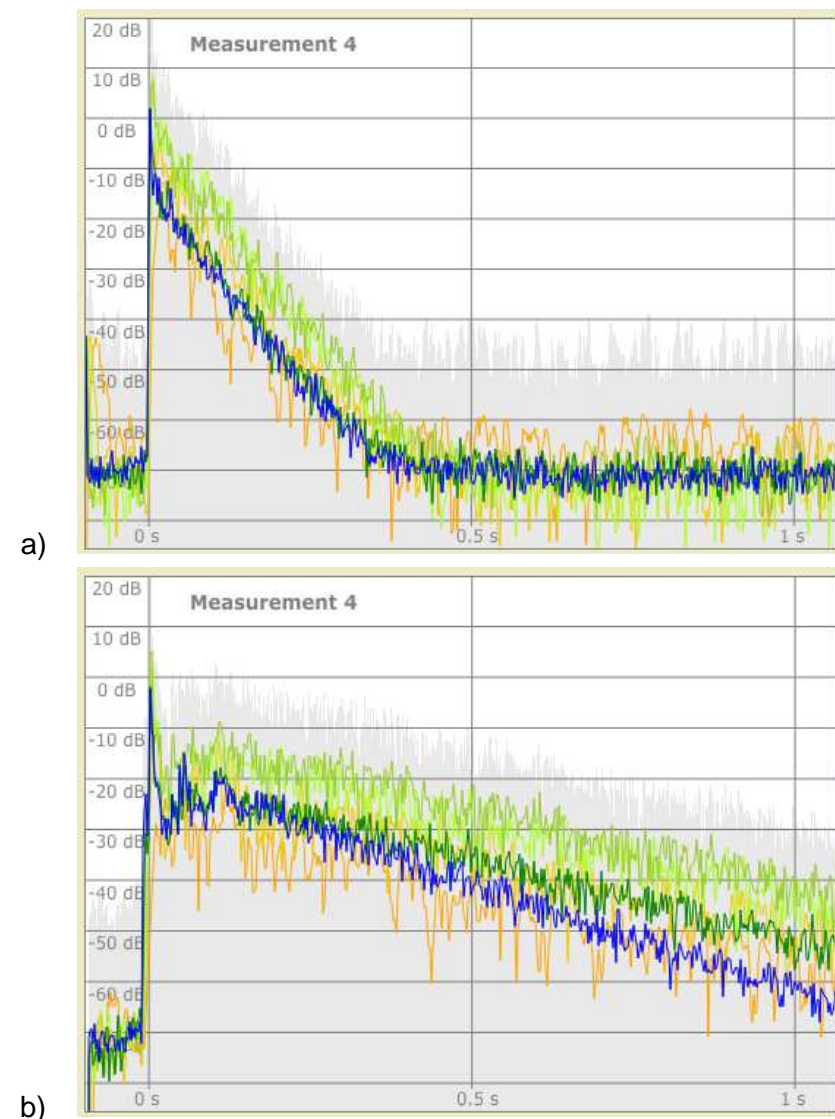 20 dB
Measurement 4
10 dB
0 dB
-10 dB
-20 dB
-30 dB
-40 dB
-50 dB
-60 dB
a)
0 s
0.5 s
1 s
20 dB
Measurement 4
10 dB
0 dB
-10 dB
-20 dB
-30 dB
-40 dB
-50 dB
-60 dB
b)
0 s
0.5 s
1 s